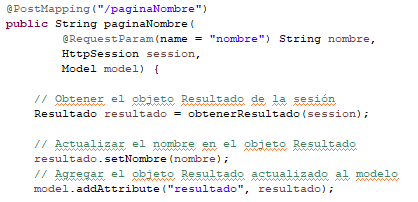 @PostMapping("/paginaNombre")
public String paginaNombre(
@RequestParam(name = "nombre") String nombre,
HttpSession session,
Model model) {
// Obtener el objeto Resultado de la sesión
Resultado resultado = obtenerResultado(session);
// Actualizar el nombre en el objeto Resultado
resultado.setNombre(nombre);
// Agregar el objeto Resultado actualizado al modelo
model.addAttribute("resultado", resultado);